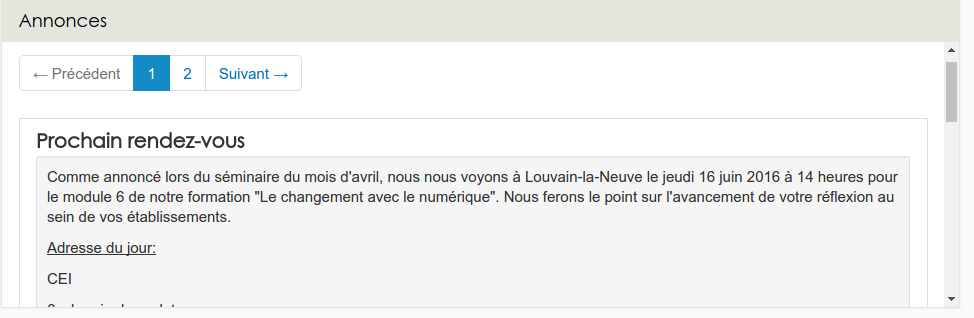 Annonces
← Précédent 1 2 Suivant →
Prochain rendez-vous
Comme annoncé lors du séminaire du mois d'avril, nous nous voyons à Louvain-la-Neuve le jeudi 16 juin 2016 à 14 heures pour
le module 6 de notre formation "Le changement avec le numérique". Nous ferons le point sur l'avancement de votre réflexion au
sein de vos établissements.
Adresse du jour:
CEI